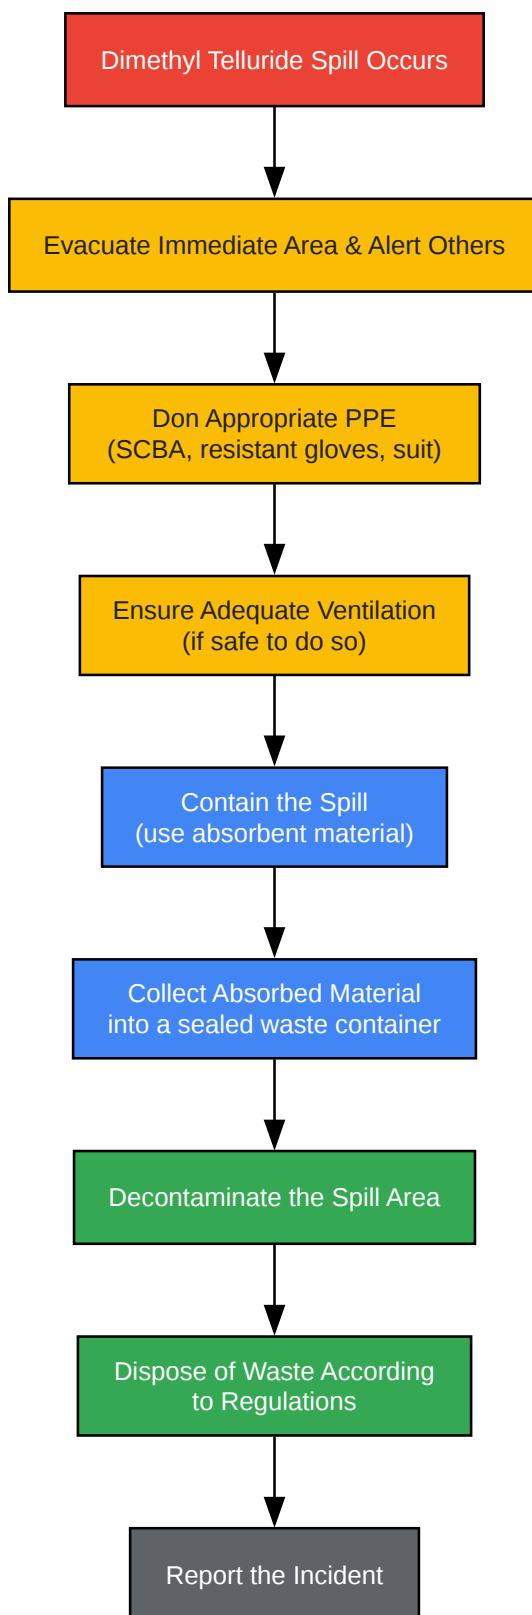 Dimethyl Telluride Spill Occurs
Evacuate Immediate Area & Alert Others
Don Appropriate PPE
(SCBA, resistant gloves, suit)
Ensure Adequate Ventilation
(if safe to do so)
Contain the Spill
(use absorbent material)
Collect Absorbed Material
into a sealed waste container
Decontaminate the Spill Area
Dispose of Waste According
to Regulations
Report the Incident